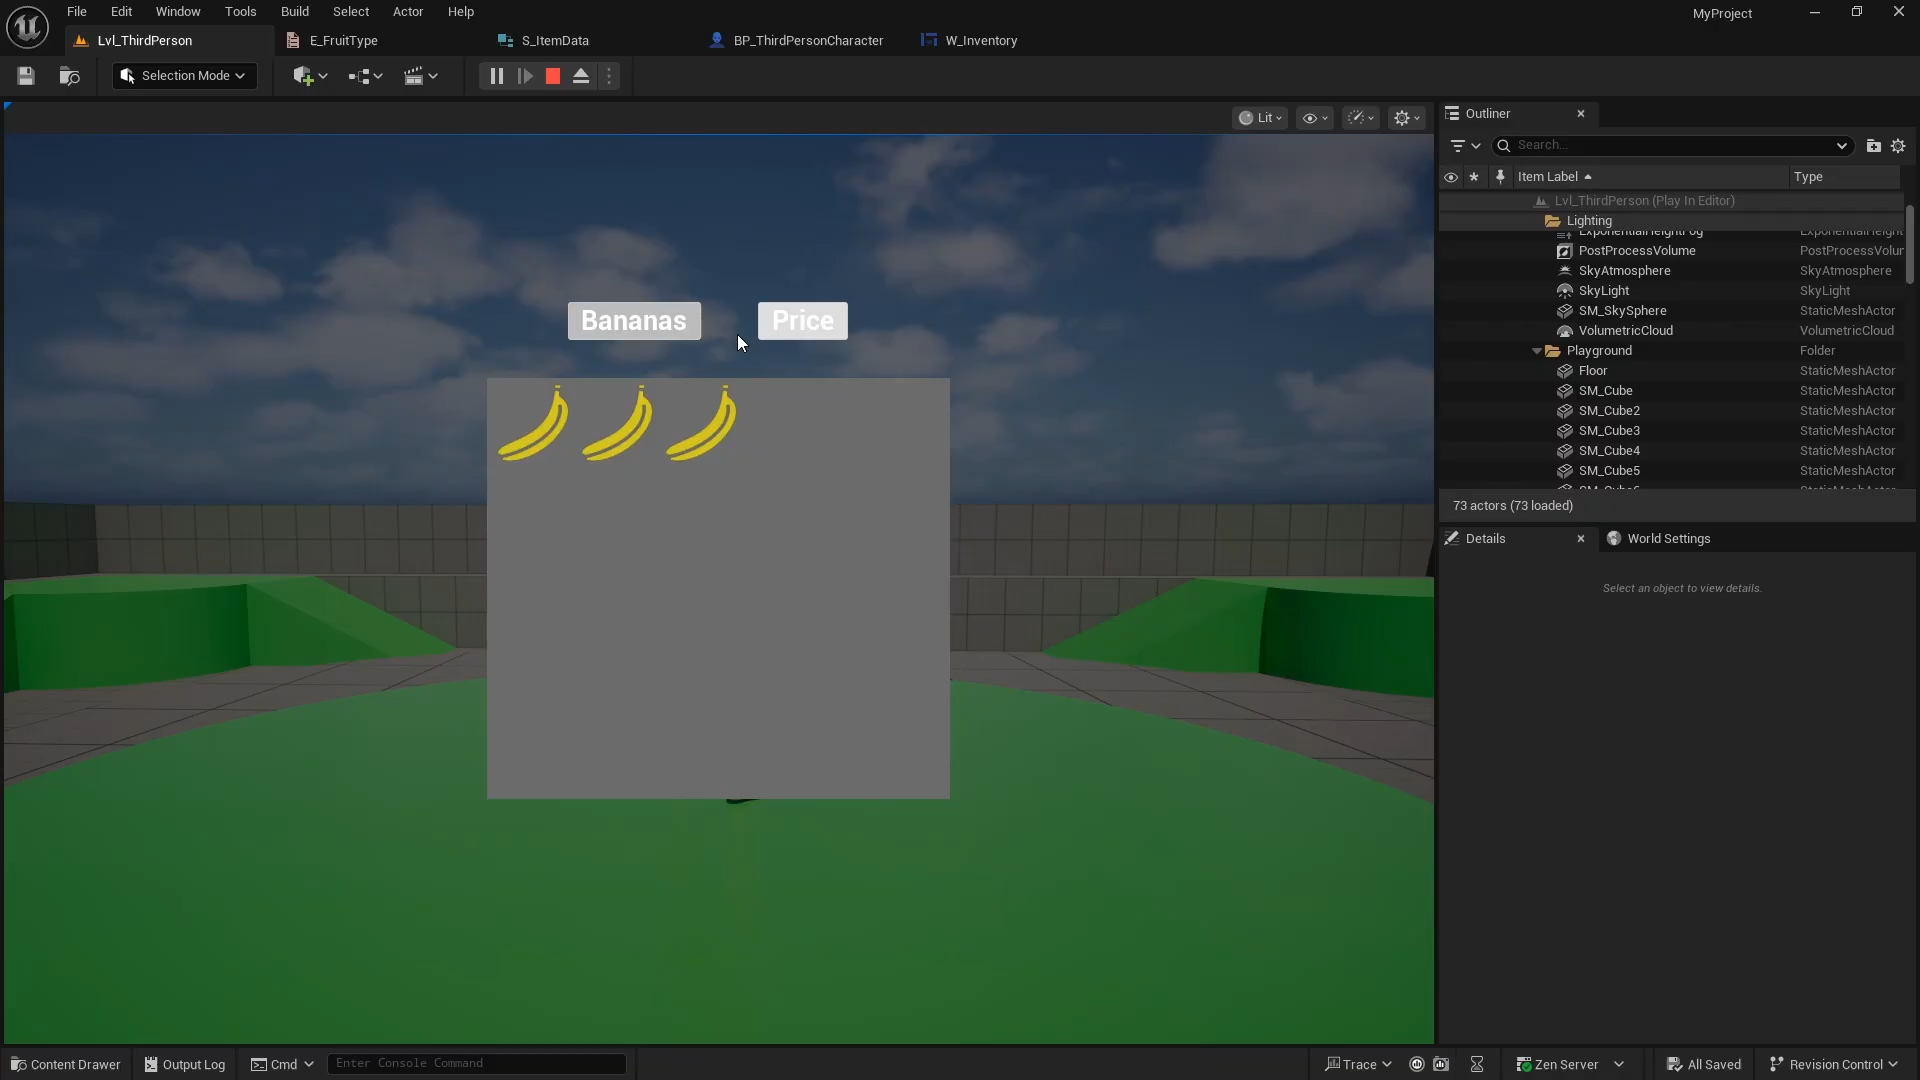 File Edit Window Tools Build Select Actor Help
MyProject
Lvl_ThirdPerson
E_FruitType
S_ItemData
BP_ThirdPersonCharacter
W_Inventory
Selection Mode
Lit
Outliner
Search...
Item Label Type
Lvl_ThirdPerson (Play In Editor)
Lighting
PostProcessVolume PostProcessVolur
SkyAtmosphere SkyAtmosphere
SkyLight SkyLight
SM_SkySphere StaticMeshActor
VolumetricCloud VolumetricCloud
Playground Folder
Floor StaticMeshActor
SM_Cube StaticMeshActor
SM_Cube2 StaticMeshActor
SM_Cube3 StaticMeshActor
SM_Cube4 StaticMeshActor
SM_Cube5 StaticMeshActor
73 actors (73 loaded)
Bananas Price
Details
World Settings
Select an object to view details.
Content Drawer
Output Log
Cmd
Enter Console Command
Trace
Zen Server
All Saved
Revision Control